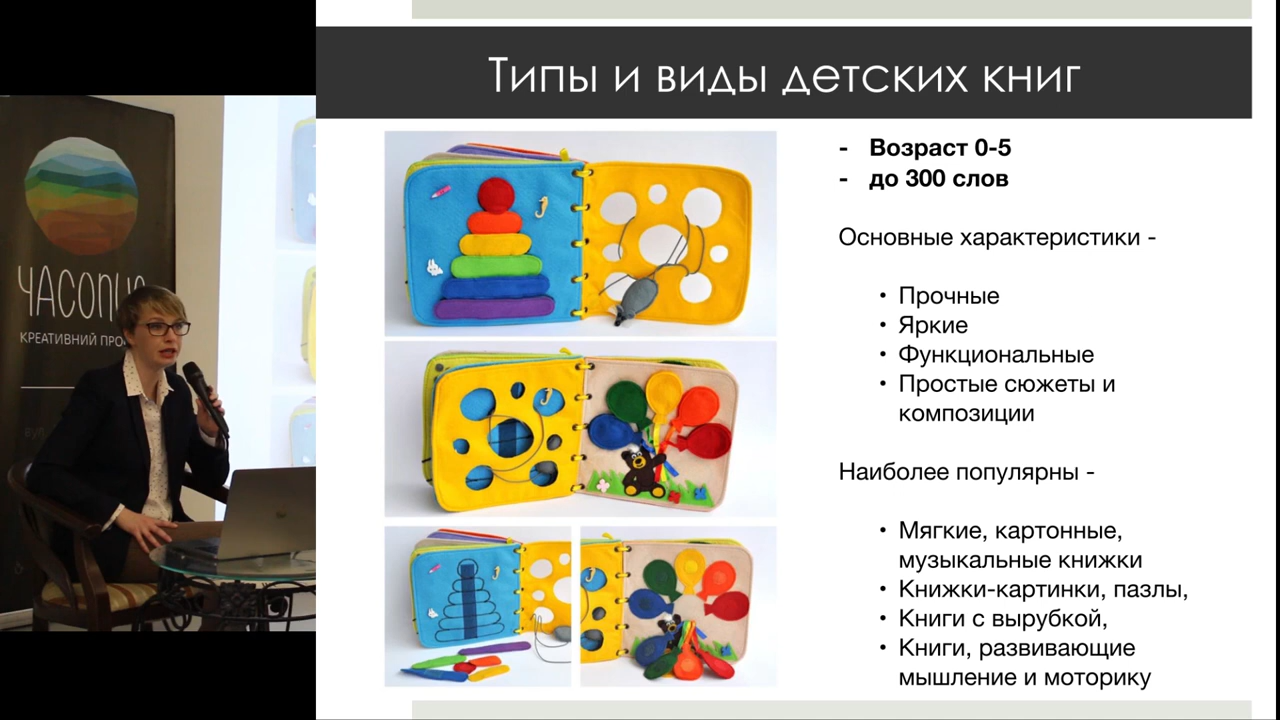 Типы и виды детских книг
- Возраст 0-5
- до 300 слов
Основные характеристики -
• Прочные
• Яркие
• Функциональные
• Простые сюжеты и
композиции
Наиболее популярны -
• Мягкие, картонные,
музыкальные книжки
• Книжки-картинки, пазлы,
• Книги с вырубкой,
• Книги, развивающие
мышление и моторику
ЧАСОПИС
КРЕАТИВНИЙ